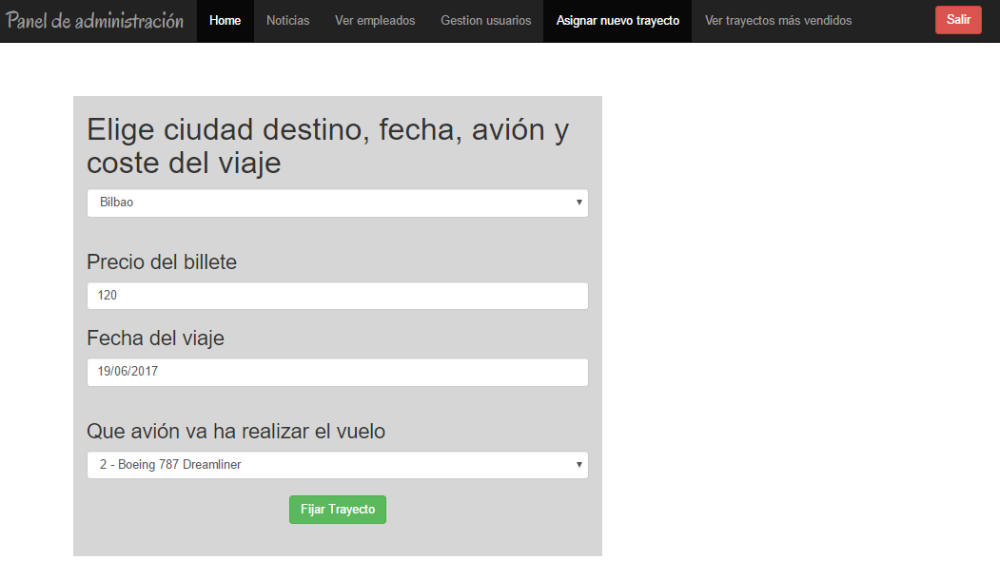 Panel de administración Home Noticias Ver empleados Gestion usuarios Asignar nuevo trayecto Ver trayectos más vendidos Salir
Elige ciudad destino, fecha, avión y
coste del viaje
Bilbao
Precio del billete
120
Fecha del viaje
19/06/2017
Que avión va ha realizar el vuelo
2 - Boeing 787 Dreamliner
Fijar Trayecto